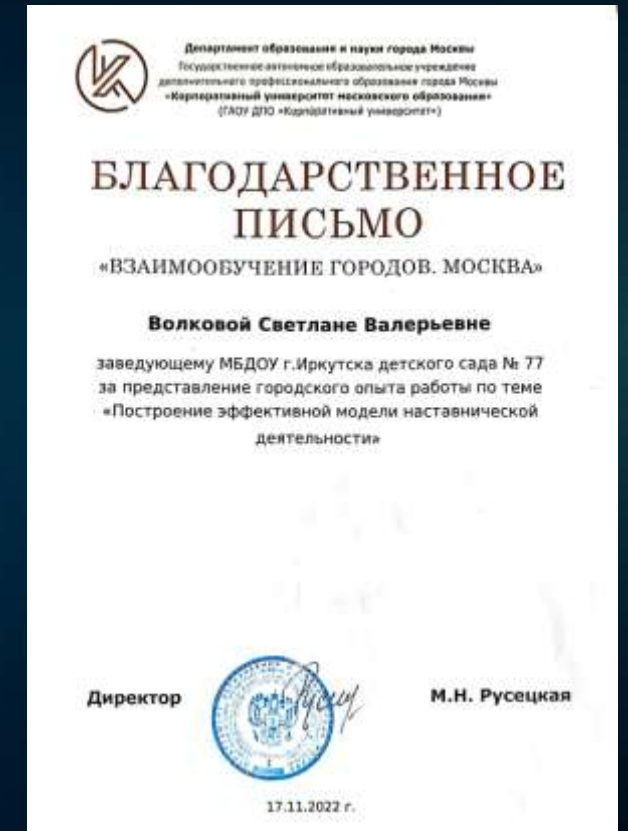 Департамент образования и науки города Москвы
Государственное автономное образовательное учреждение
дополнительного профессионального образования города Москвы
«Корпоративный университет московского образования»
(ГАОУ ДПО «Корпоративный университет»)
БЛАГОДАРСТВЕННОЕ
ПИСЬМО
«ВЗАИМООБУЧЕНИЕ ГОРОДОВ. МОСКВА»
Волковой Светлане Валерьевне
заведующему МБДОУ г.Иркутска детского сада № 77
за представление городского опыта работы по теме
«Построение эффективной модели наставнической
деятельности»
Директор
М.Н. Русецкая
17.11.2022 г.